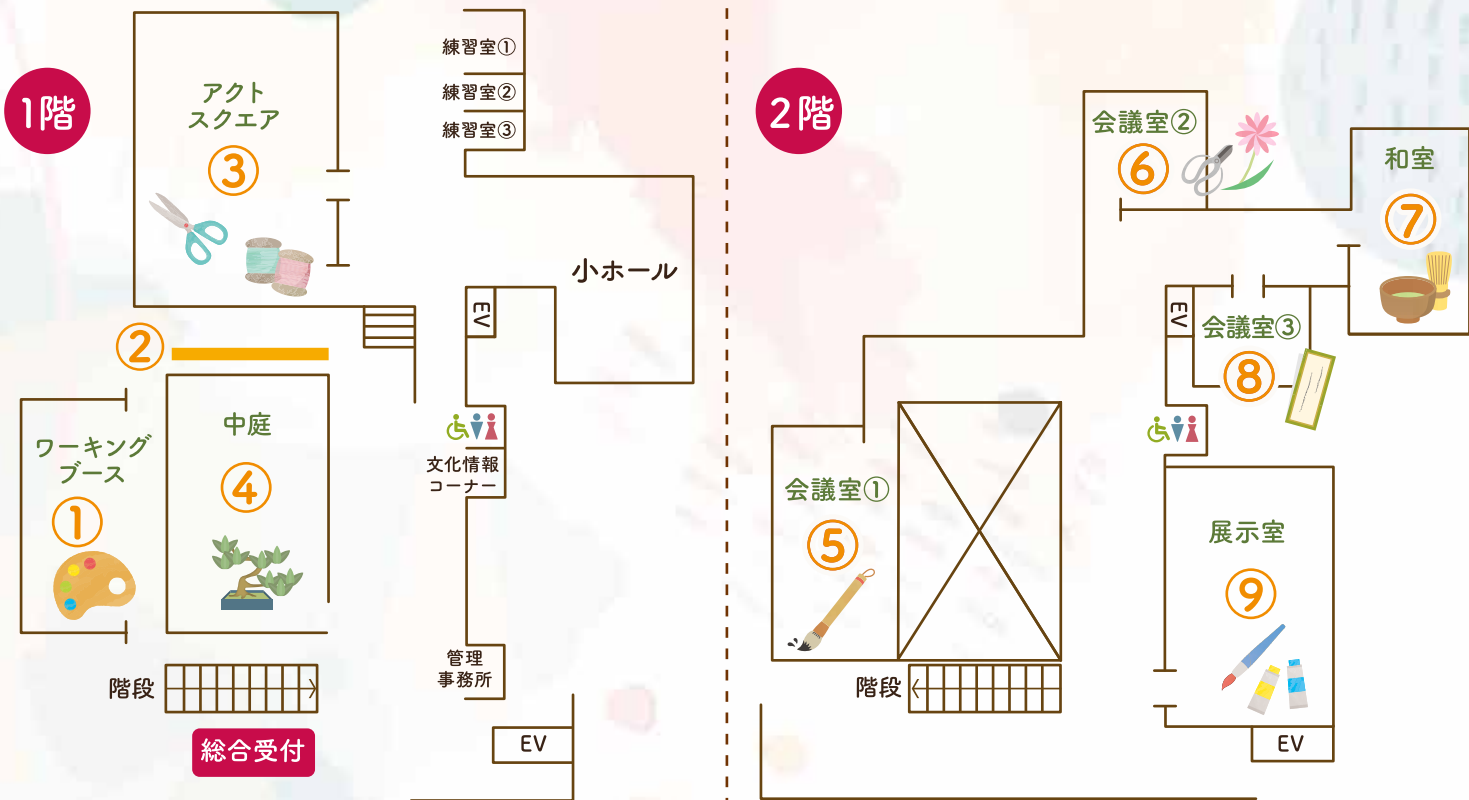 1階
アクト
スクエア
③
練習室①
練習室②
練習室③
小ホール
EV
②
ワーキング
ブース
①
中庭
④
文化情報
コーナー
管理
事務所
階段
総合受付
EV
2階
会議室②
⑥
和室
⑦
EV
会議室③
⑧
会議室①
⑤
展示室
⑨
階段
EV